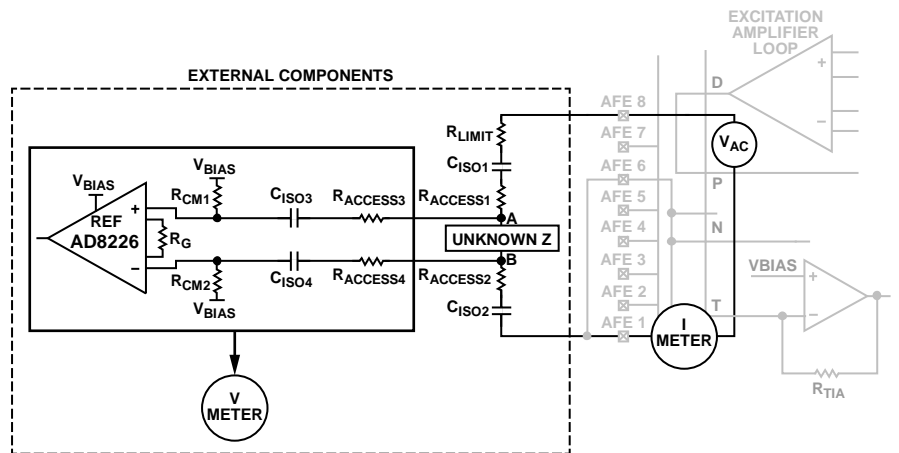 EXCITATION
AMPLIFIER
LOOP
+
−
D
P
N
T
EXTERNAL COMPONENTS
AFE 8
AFE 7
AFE 6
AFE 5
AFE 4
AFE 3
AFE 2
AFE 1
VAC
RLIMIT
CISO1
RACCESS1
A
UNKNOWN Z
B
RACCESS2
CISO2
VBIAS
VBIAS
RCM1
CISO3
RACCESS3
+
REF
AD8226
−
RG
RCM2
VBIAS
CISO4
RACCESS4
V
METER
I
METER
VBIAS
+
−
RTIA